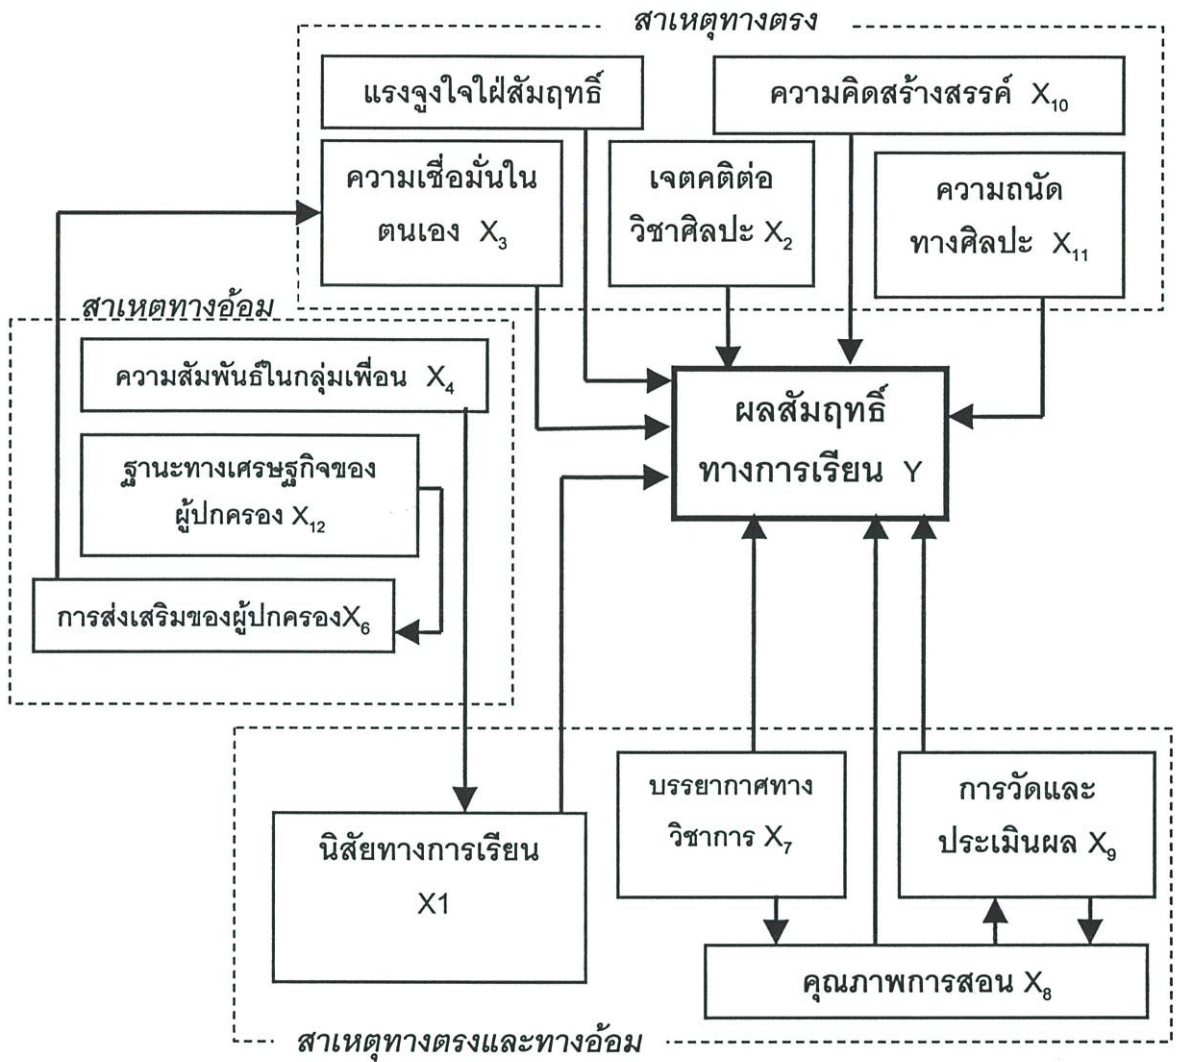 สาเหตุทางตรง
แรงจูงใจใฝ่สัมฤทธิ์
ความคิดสร้างสรรค์ X10
ความเชื่อมั่นใน
ตนเอง X3
เจตคติต่อ
วิชาศิลปะ X2
ความถนัด
ทางศิลปะ X11
สาเหตทางอ้อม
ความสัมพันธ์ในกลุ่มเพื่อน X4
ฐานะทางเศรษฐกิจของ
ผู้ปกครอง X12
การส่งเสริมของผู้ปกครองX6
ผลสัมฤทธิ์
ทางการเรียน Y
นิสัยทางการเรียน
X1
บรรยากาศทาง
วิชาการ X7
การวัดและ
ประเมินผล X9
คุณภาพการสอน X8
สาเหตุทางตรงและทางอ้อม